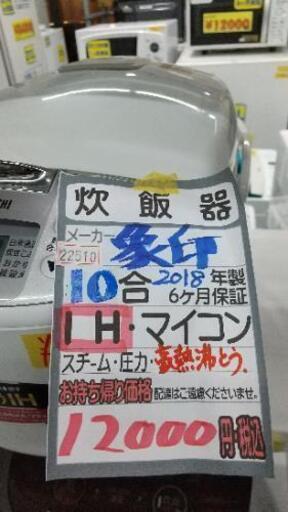 ¥12000
炊飯器
メーカー 象印
22510
10合 2018年製
6ヶ月保証
IH・マイコン
スチーム・圧力・豪熱沸とう
お持ち帰り価格 配達はご遠慮くださいませ。
12000円・税込